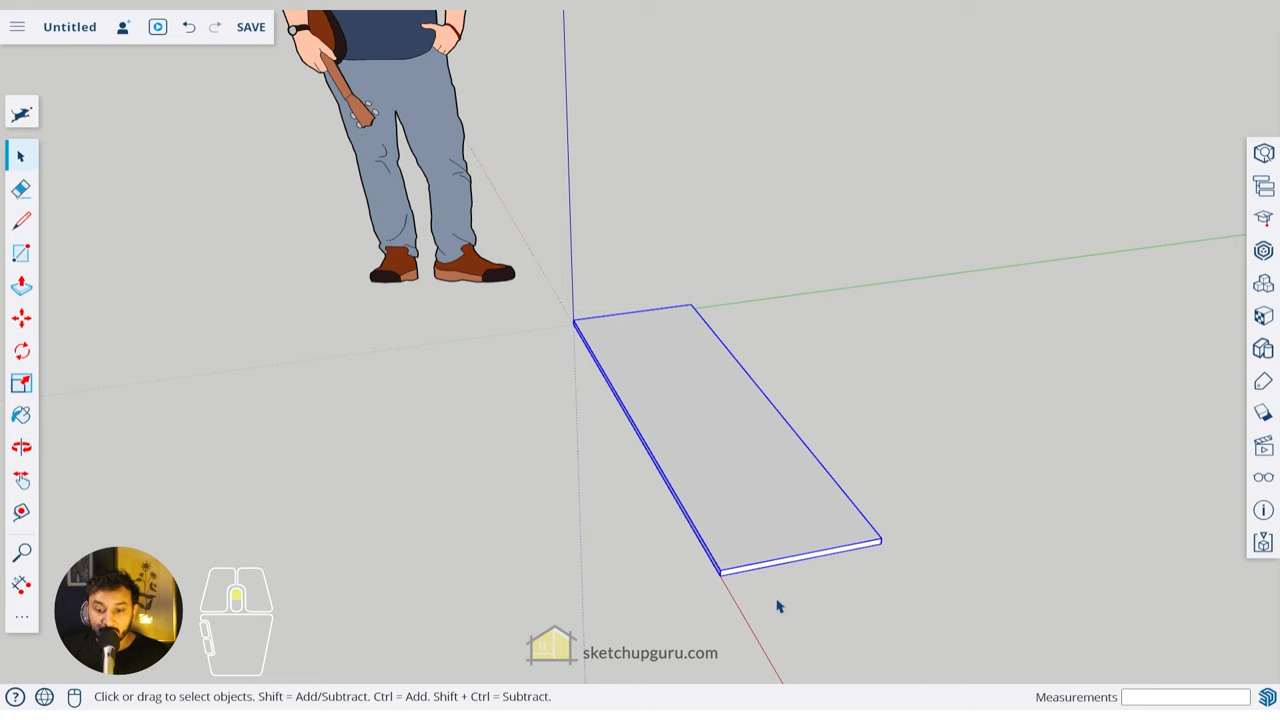 Untitled
SAVE
sketchupguru.com
Click or drag to select objects. Shift = Add/Subtract. Ctrl = Add. Shift + Ctrl = Subtract.
Measurements